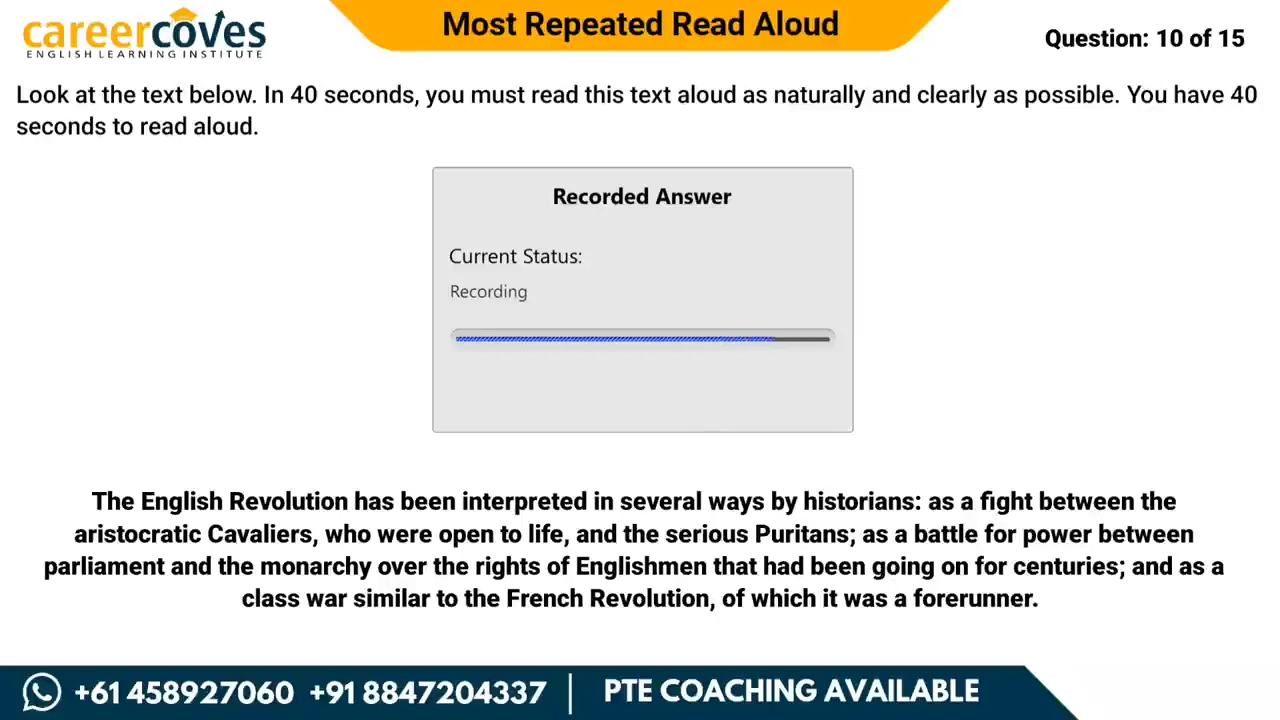 careercoves
ENGLISH LEARNING INSTITUTE
Most Repeated Read Aloud
Question: 10 of 15
Look at the text below. In 40 seconds, you must read this text aloud as naturally and clearly as possible. You have 40
seconds to read aloud.
Recorded Answer
Current Status:
Recording
The English Revolution has been interpreted in several ways by historians: as a fight between the
aristocratic Cavaliers, who were open to life, and the serious Puritans; as a battle for power between
parliament and the monarchy over the rights of Englishmen that had been going on for centuries; and as a
class war similar to the French Revolution, of which it was a forerunner.
+61 458927060 +91 8847204337 | PTE COACHING AVAILABLE